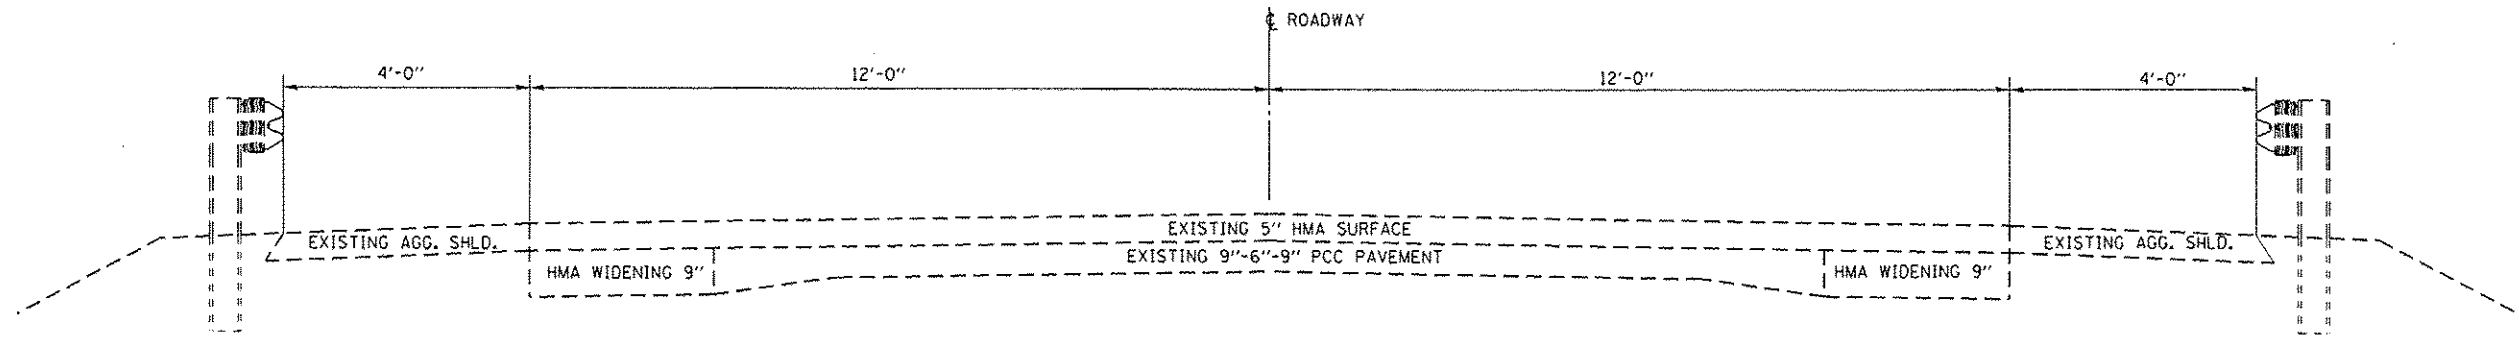 ℄ ROADWAY
4'-0" 12'-0" 12'-0" 4'-0"
EXISTING 5" HMA SURFACE
EXISTING AGG. SHLD. EXISTING AGG. SHLD.
EXISTING 9"-6"-9" PCC PAVEMENT
HMA WIDENING 9" HMA WIDENING 9"